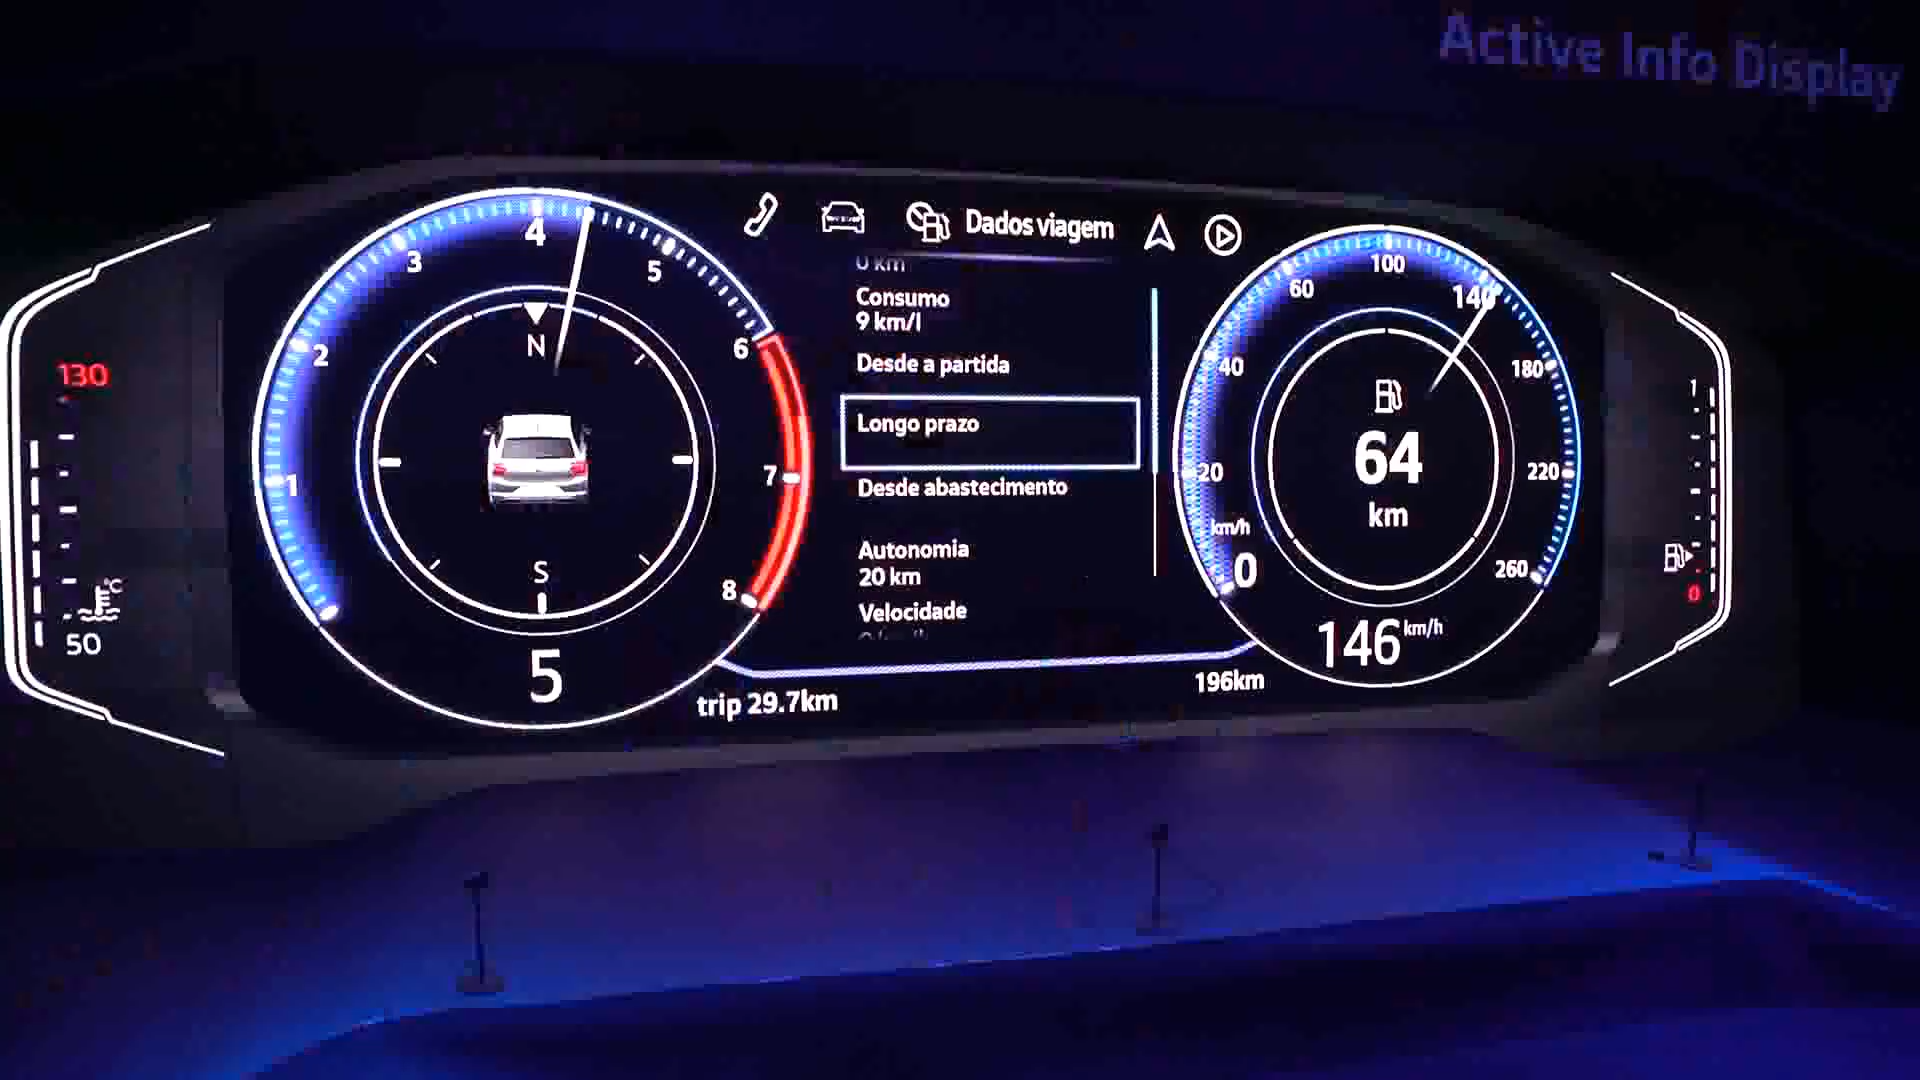 Active Info Display
Dados viagem
0 km
Consumo
9 km/l
Desde a partida
Longo prazo
Desde abastecimento
Autonomia
20 km
Velocidade
1
2
3
4
5
6
7
8
N
S
5
trip 29.7km
196km
0
20
40
60
100
140
180
220
260
km/h
64
km
146 km/h
130
°C
50
1
0